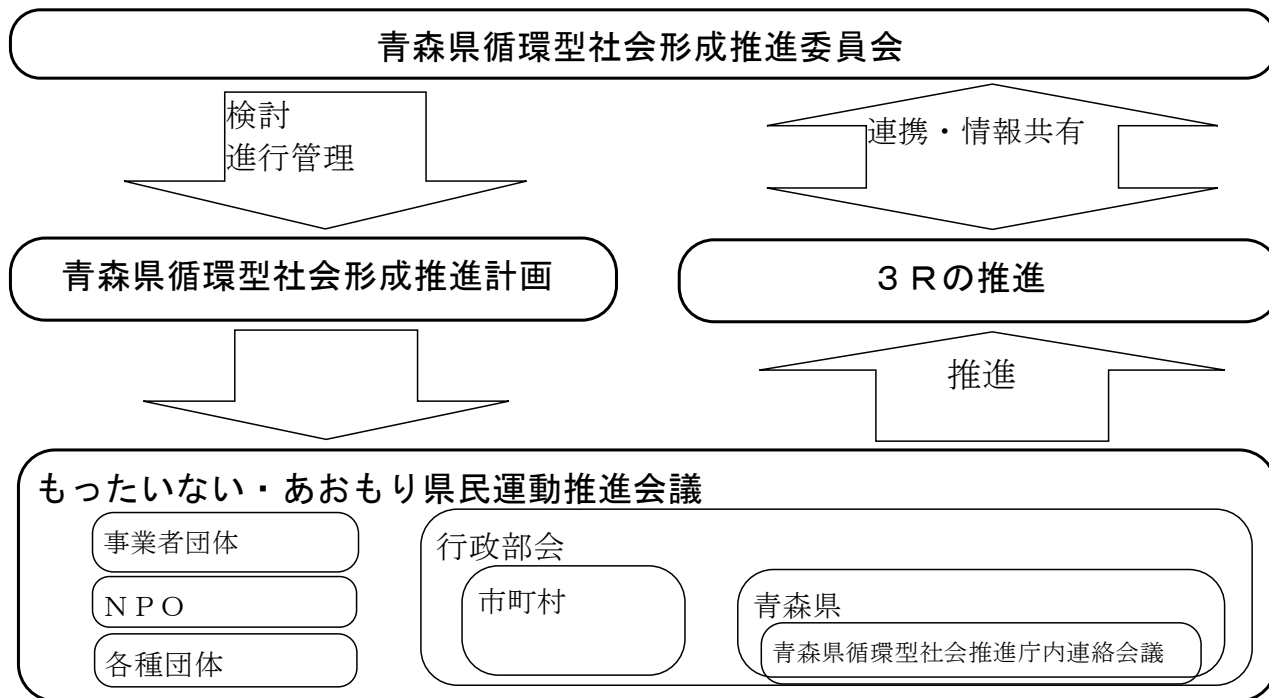 青森県循環型社会形成推進委員会
検討
進行管理
連携・情報共有
青森県循環型社会形成推進計画
３Ｒの推進
推進
もったいない・あおもり県民運動推進会議
事業者団体
ＮＰＯ
各種団体
行政部会
市町村
青森県
青森県循環型社会推進庁内連絡会議